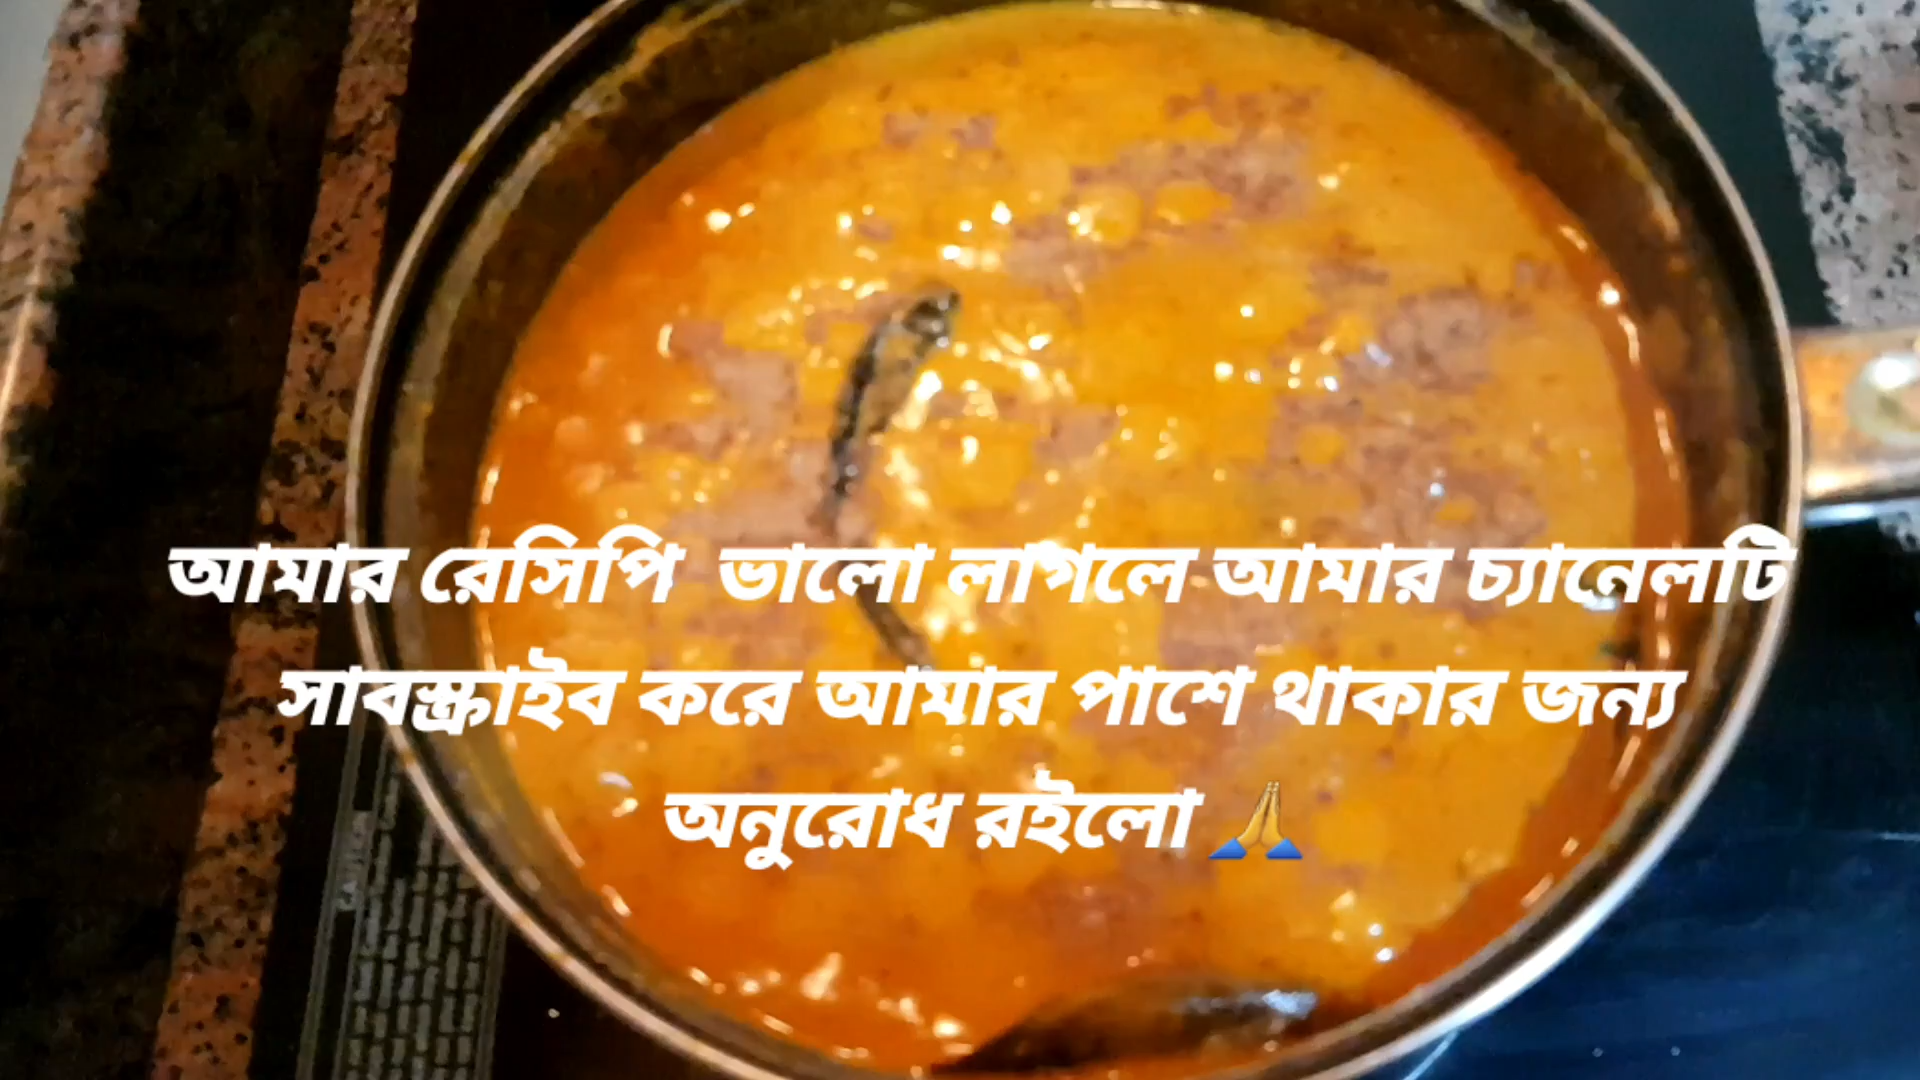 আমার রেসিপি ভালো লাগলে আমার চ্যানেলটি
সাবস্ক্রাইব করে আমার পাশে থাকার জন্য
অনুরোধ রইলো 🙏